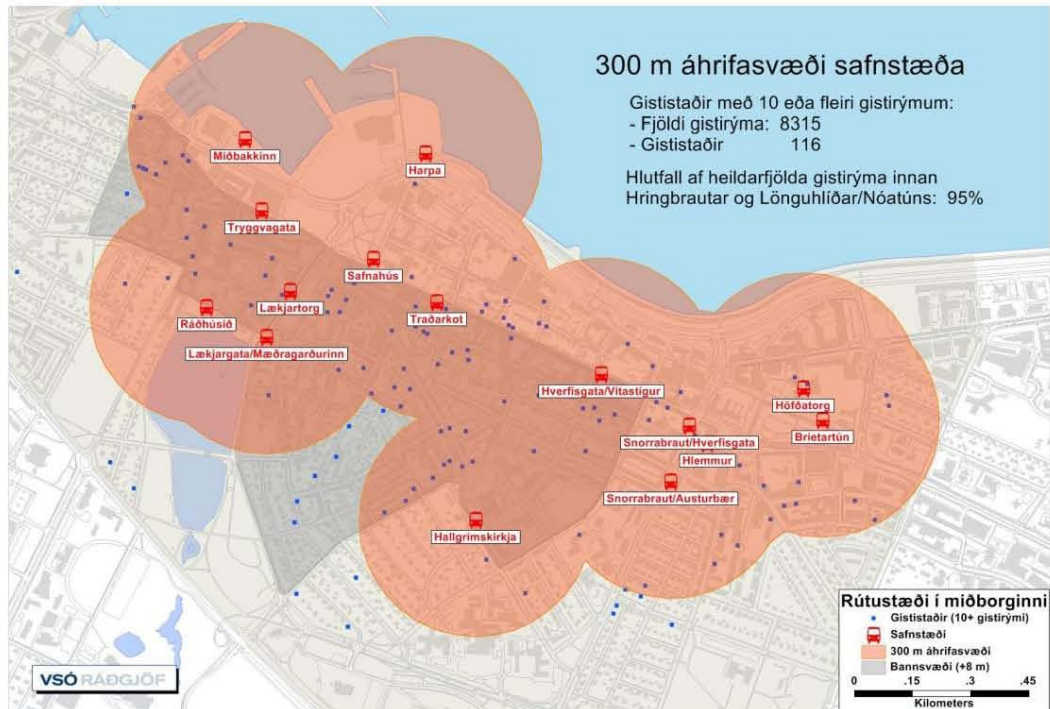 300 m áhrifasvæði safnstæða
Gististaðir með 10 eða fleiri gistirýmum:
- Fjöldi gistirýma: 8315
- Gististaðir 116
Hlutfall af heildarfjölda gistirýma innan
Hringbrautar og Lönguhlíðar/Nóatúns: 95%
Miðbakkinn
Harpa
Tryggvagata
Safnahús
Lækjartorg
Traðarkot
Ráðhúsið
Lækjargata/Mæðragarðurinn
Hverfisgata/Vitastígur
Höfðatorg
Brietartún
Snorrabraut/Hverfisgata
Hlemmur
Snorrabraut/Austurbær
Hallgrímskirkja
Rútustæði í miðborginni
Gististaðir (10+ gistirými)
Safnstæði
300 m áhrifasvæði
Bannsvæði (+8 m)
0 .15 .3 .45
Kilometers
VSÓ RÁÐGJÖF